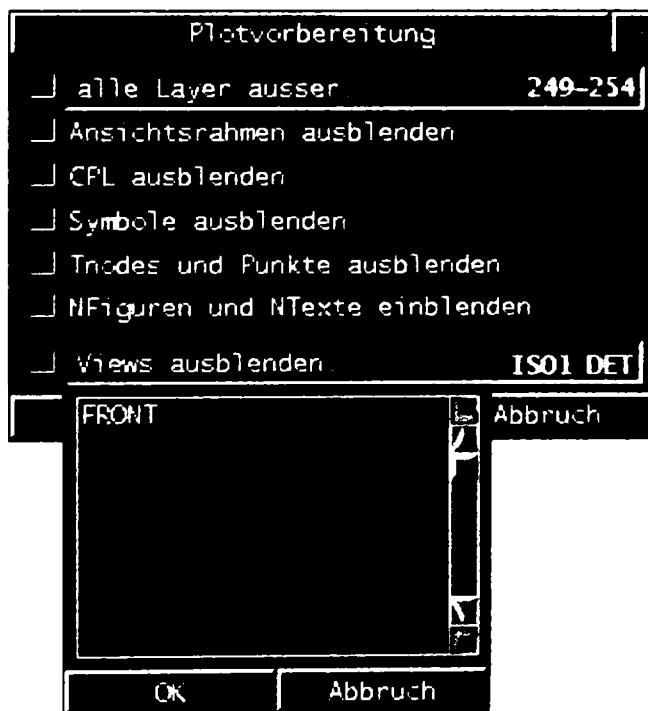 Plotvorbereitung
alle Layer ausser 249-254
Ansichtsrahmen ausblenden
CPL ausblenden
Symbole ausblenden
Tnodes und Punkte ausblenden
NFiguren und NTexte einblenden
Views ausblenden ISO1 DET
Abbruch
FRONT
OK Abbruch